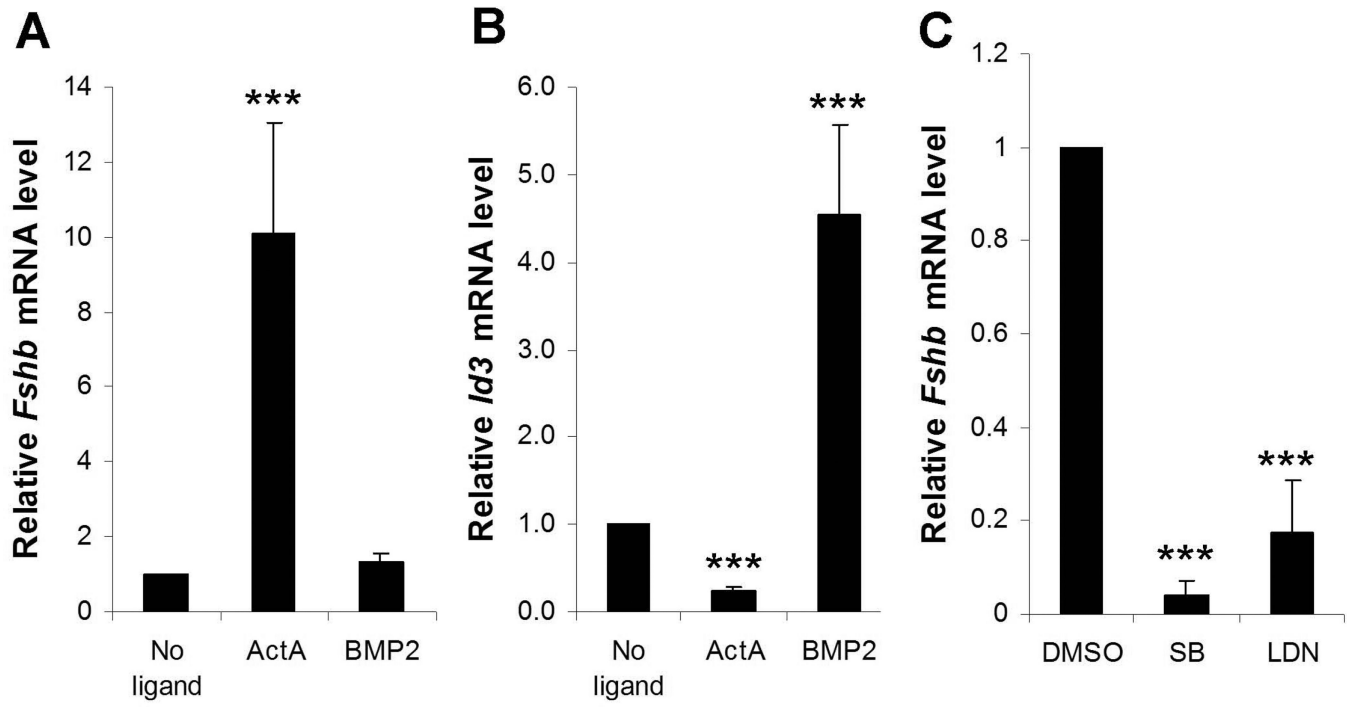 A
Relative Fshb mRNA level
14
12
10
8
6
4
2
0
***
No ligand
ActA
BMP2
B
Relative Id3 mRNA level
6.0
5.0
4.0
3.0
2.0
1.0
0.0
***
***
No ligand
ActA
BMP2
C
Relative Fshb mRNA level
1.2
1
0.8
0.6
0.4
0.2
0
***
***
DMSO
SB
LDN